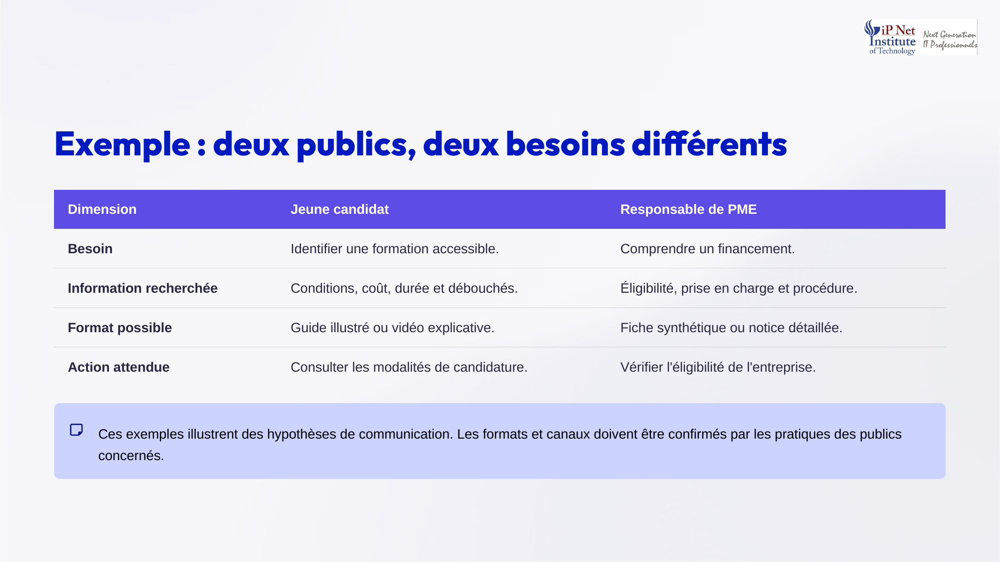 iP Net
Institute
of Technology
Next Generation
IT Professionnels
Exemple : deux publics, deux besoins différents
Dimension Jeune candidat Responsable de PME
Besoin Identifier une formation accessible. Comprendre un financement.
Information recherchée Conditions, coût, durée et débouchés. Éligibilité, prise en charge et procédure.
Format possible Guide illustré ou vidéo explicative. Fiche synthétique ou notice détaillée.
Action attendue Consulter les modalités de candidature. Vérifier l'éligibilité de l'entreprise.
Ces exemples illustrent des hypothèses de communication. Les formats et canaux doivent être confirmés par les pratiques des publics
concernés.